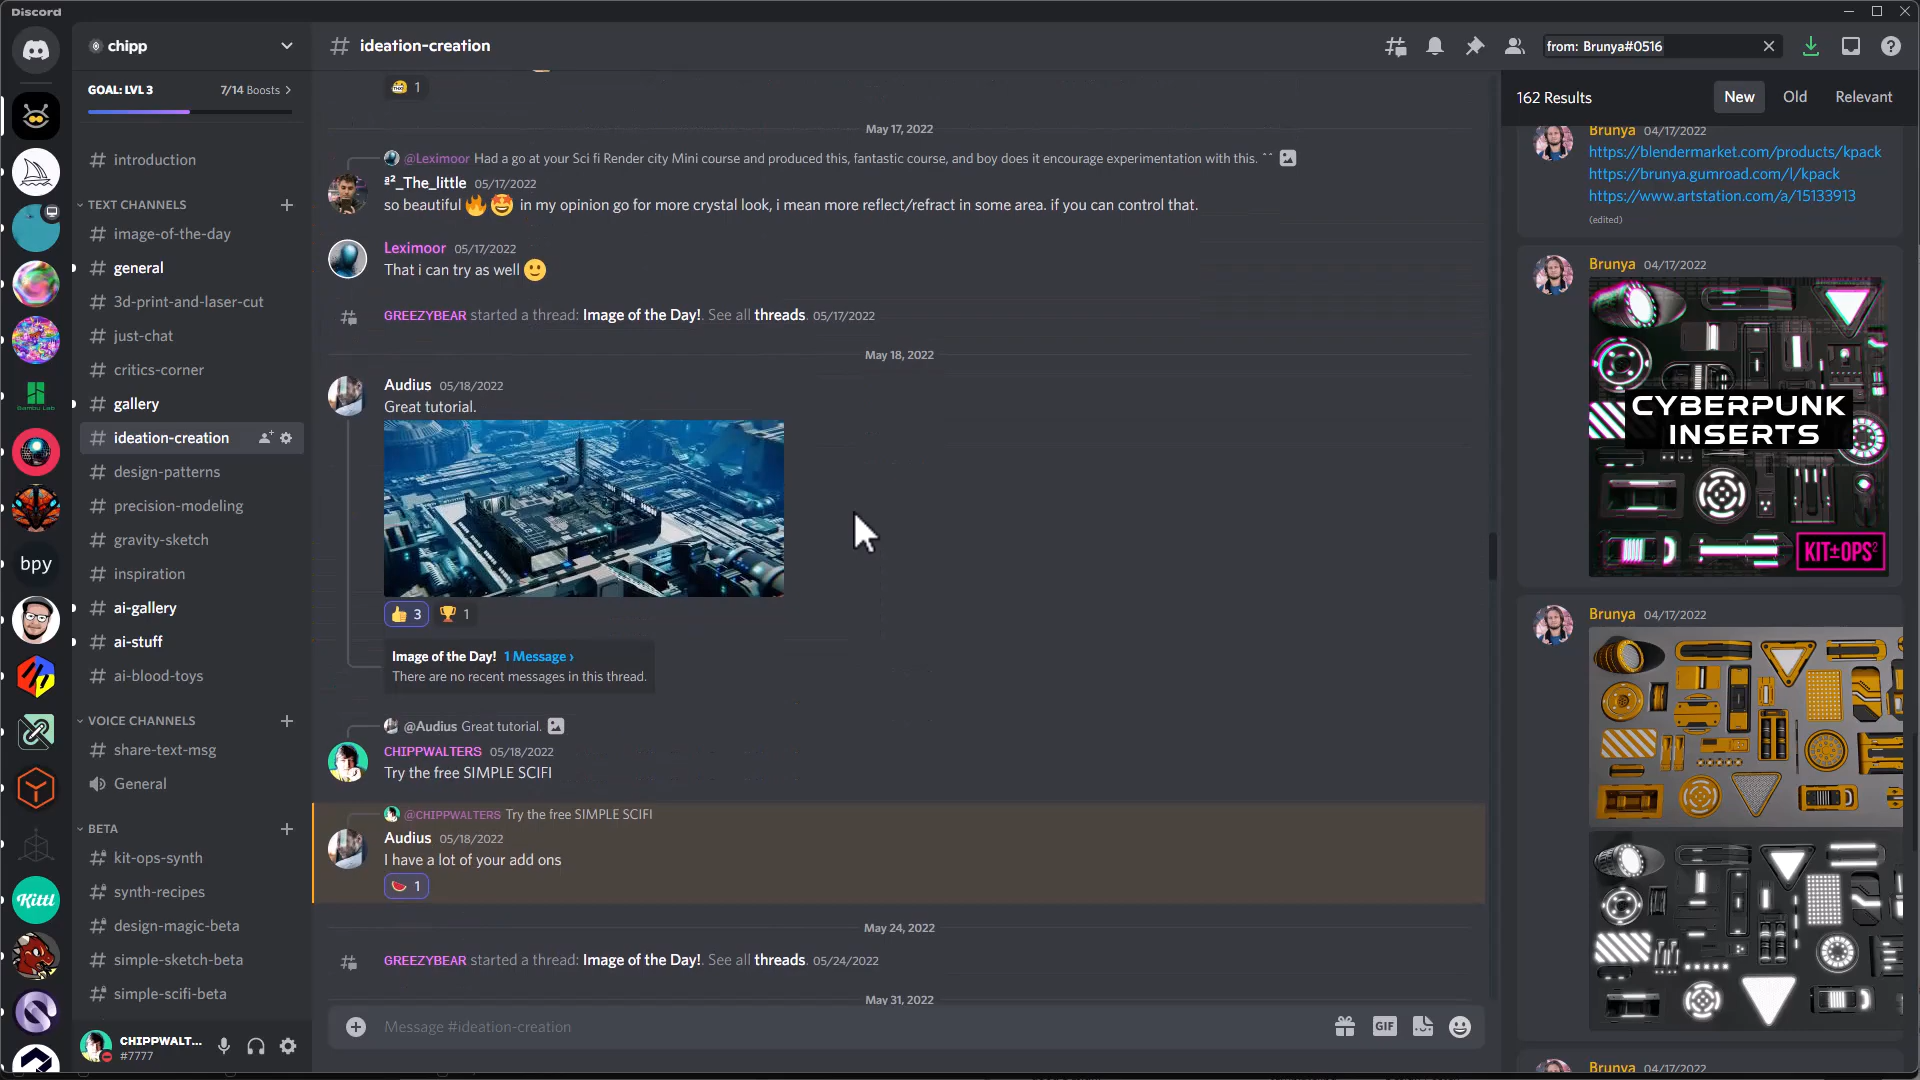 Discord
chipp
GOAL: LVL 3
7/14 Boosts
introduction
TEXT CHANNELS
image-of-the-day
general
3d-print-and-laser-cut
just-chat
critics-corner
gallery
ideation-creation
design-patterns
precision-modeling
gravity-sketch
inspiration
ai-gallery
ai-stuff
ai-blood-toys
VOICE CHANNELS
share-text-msg
General
BETA
kit-ops-synth
synth-recipes
design-magic-beta
simple-sketch-beta
simple-scifi-beta
CHIPPWALT...
#7777
Bambu Lab
bpy
Kittl
ideation-creation
from: Brunya#0516
1
May 17, 2022
@Leximoor Had a go at your Sci fi Render city Mini course and produced this, fantastic course, and boy does it encourage experimentation with this. ^^
ª²_The_little 05/17/2022
so beautiful 🔥 🤩 in my opinion go for more crystal look, i mean more reflect/refract in some area. if you can control that.
Leximoor 05/17/2022
That i can try as well 🙂
GREEZYBEAR started a thread: Image of the Day!. See all threads. 05/17/2022
May 18, 2022
Audius 05/18/2022
Great tutorial.
👍 3 🏆 1
Image of the Day! 1 Message ›
There are no recent messages in this thread.
@Audius Great tutorial.
CHIPPWALTERS 05/18/2022
Try the free SIMPLE SCIFI
@CHIPPWALTERS Try the free SIMPLE SCIFI
Audius 05/18/2022
I have a lot of your add ons
🍉 1
May 24, 2022
GREEZYBEAR started a thread: Image of the Day!. See all threads. 05/24/2022
May 31, 2022
Message #ideation-creation
GIF
162 Results
New
Old
Relevant
Brunya 04/17/2022
https://blendermarket.com/products/kpack
https://brunya.gumroad.com/l/kpack
https://www.artstation.com/a/15133913
(edited)
Brunya 04/17/2022
CYBERPUNK
INSERTS
KIT±OPS²
Brunya 04/17/2022
Brunya 04/17/2022